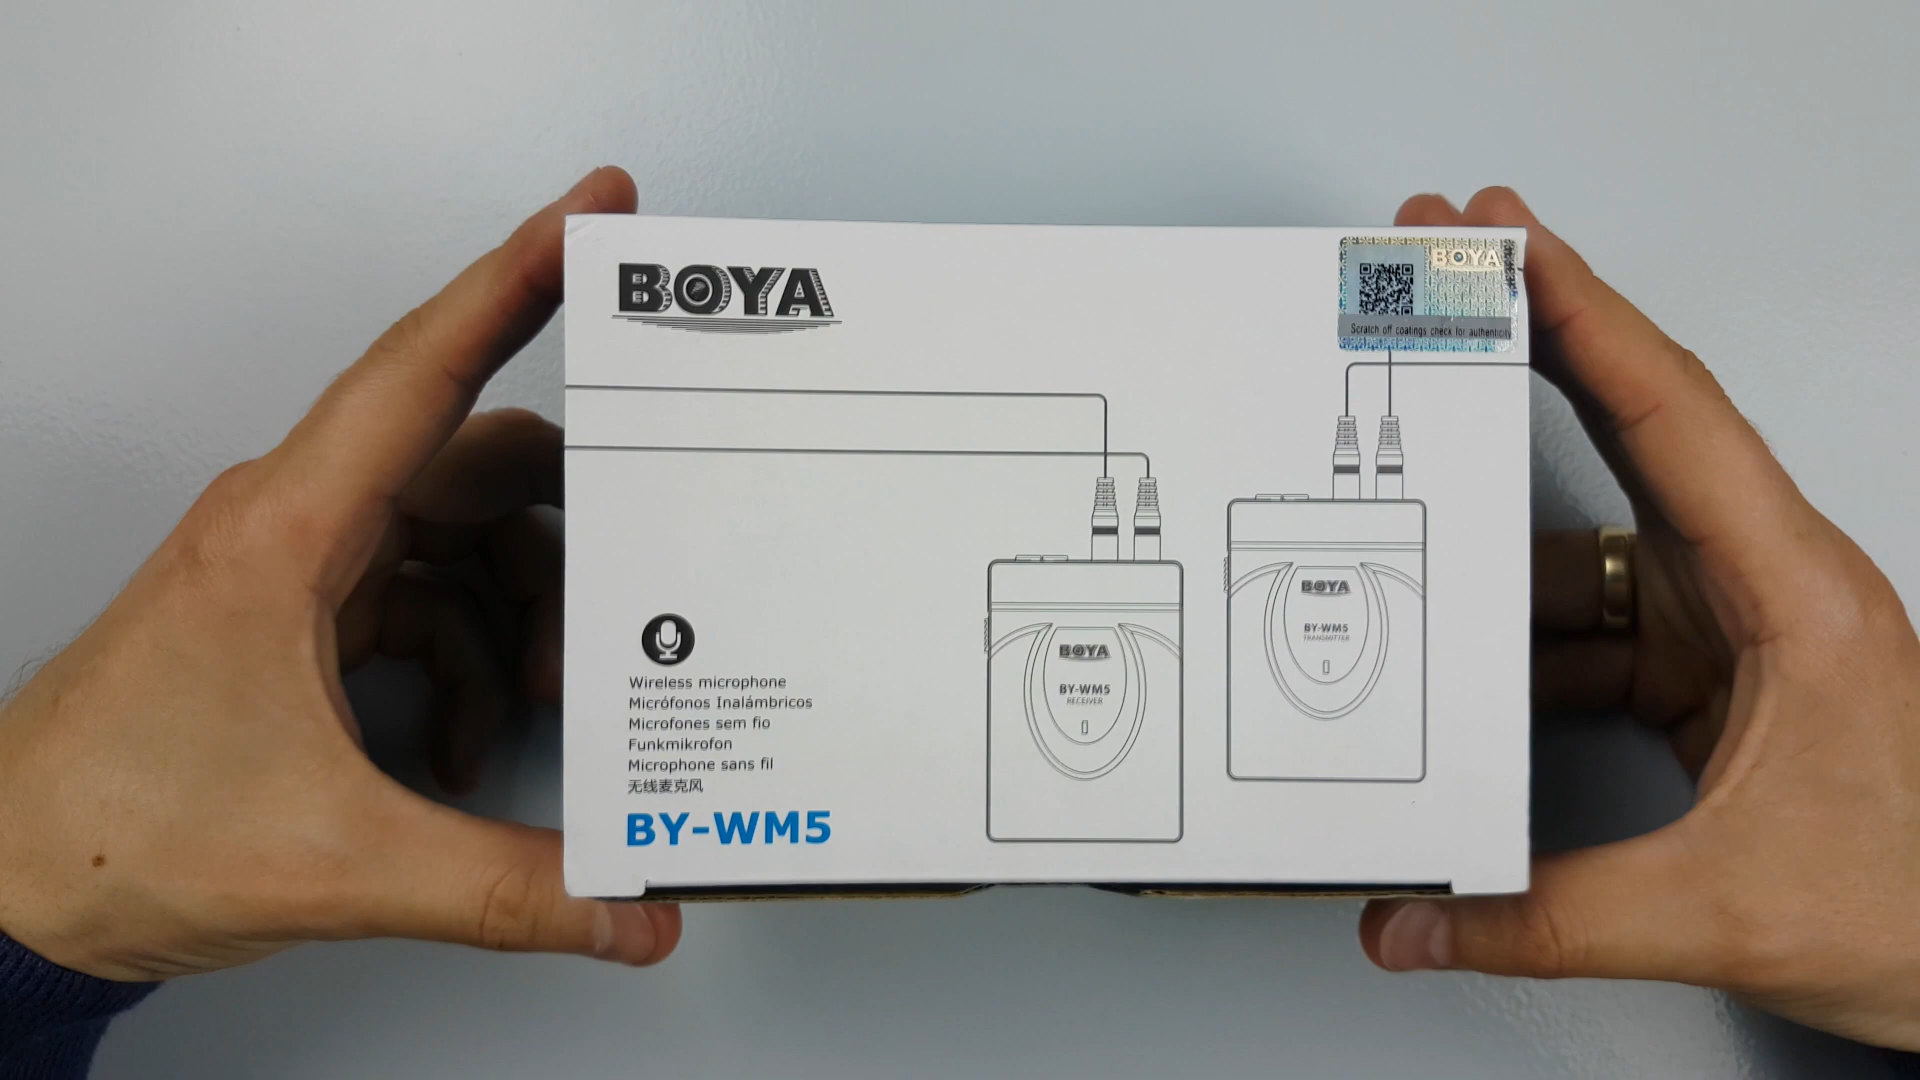 BOYA
BOYA
Scratch off coatings check for authenticity
BOYA
BY-WM5
TRANSMITTER
BOYA
BY-WM5
RECEIVER
Wireless microphone
Micrófonos Inalámbricos
Microfones sem fio
Funkmikrofon
Microphone sans fil
无线麦克风
BY-WM5